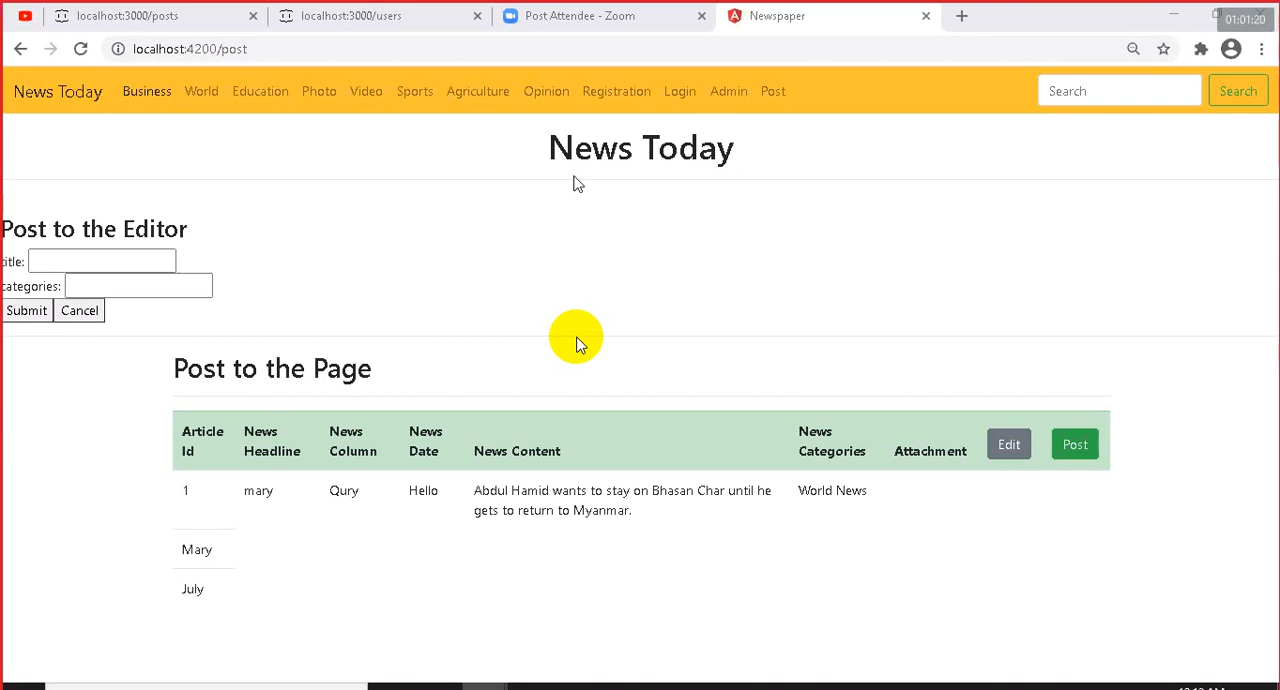 localhost:3000/posts
localhost:3000/users
Post Attendee - Zoom
Newspaper
01:01:20
localhost:4200/post
News Today Business World Education Photo Video Sports Agriculture Opinion Registration Login Admin Post Search Search
News Today
Post to the Editor
title:
categories:
Submit Cancel
Post to the Page
Article Id
News Headline
News Column
News Date
News Content
News Categories
Attachment
Edit
Post
1 mary Qury Hello
Abdul Hamid wants to stay on Bhasan Char until he
gets to return to Myanmar.
World News
Mary
July